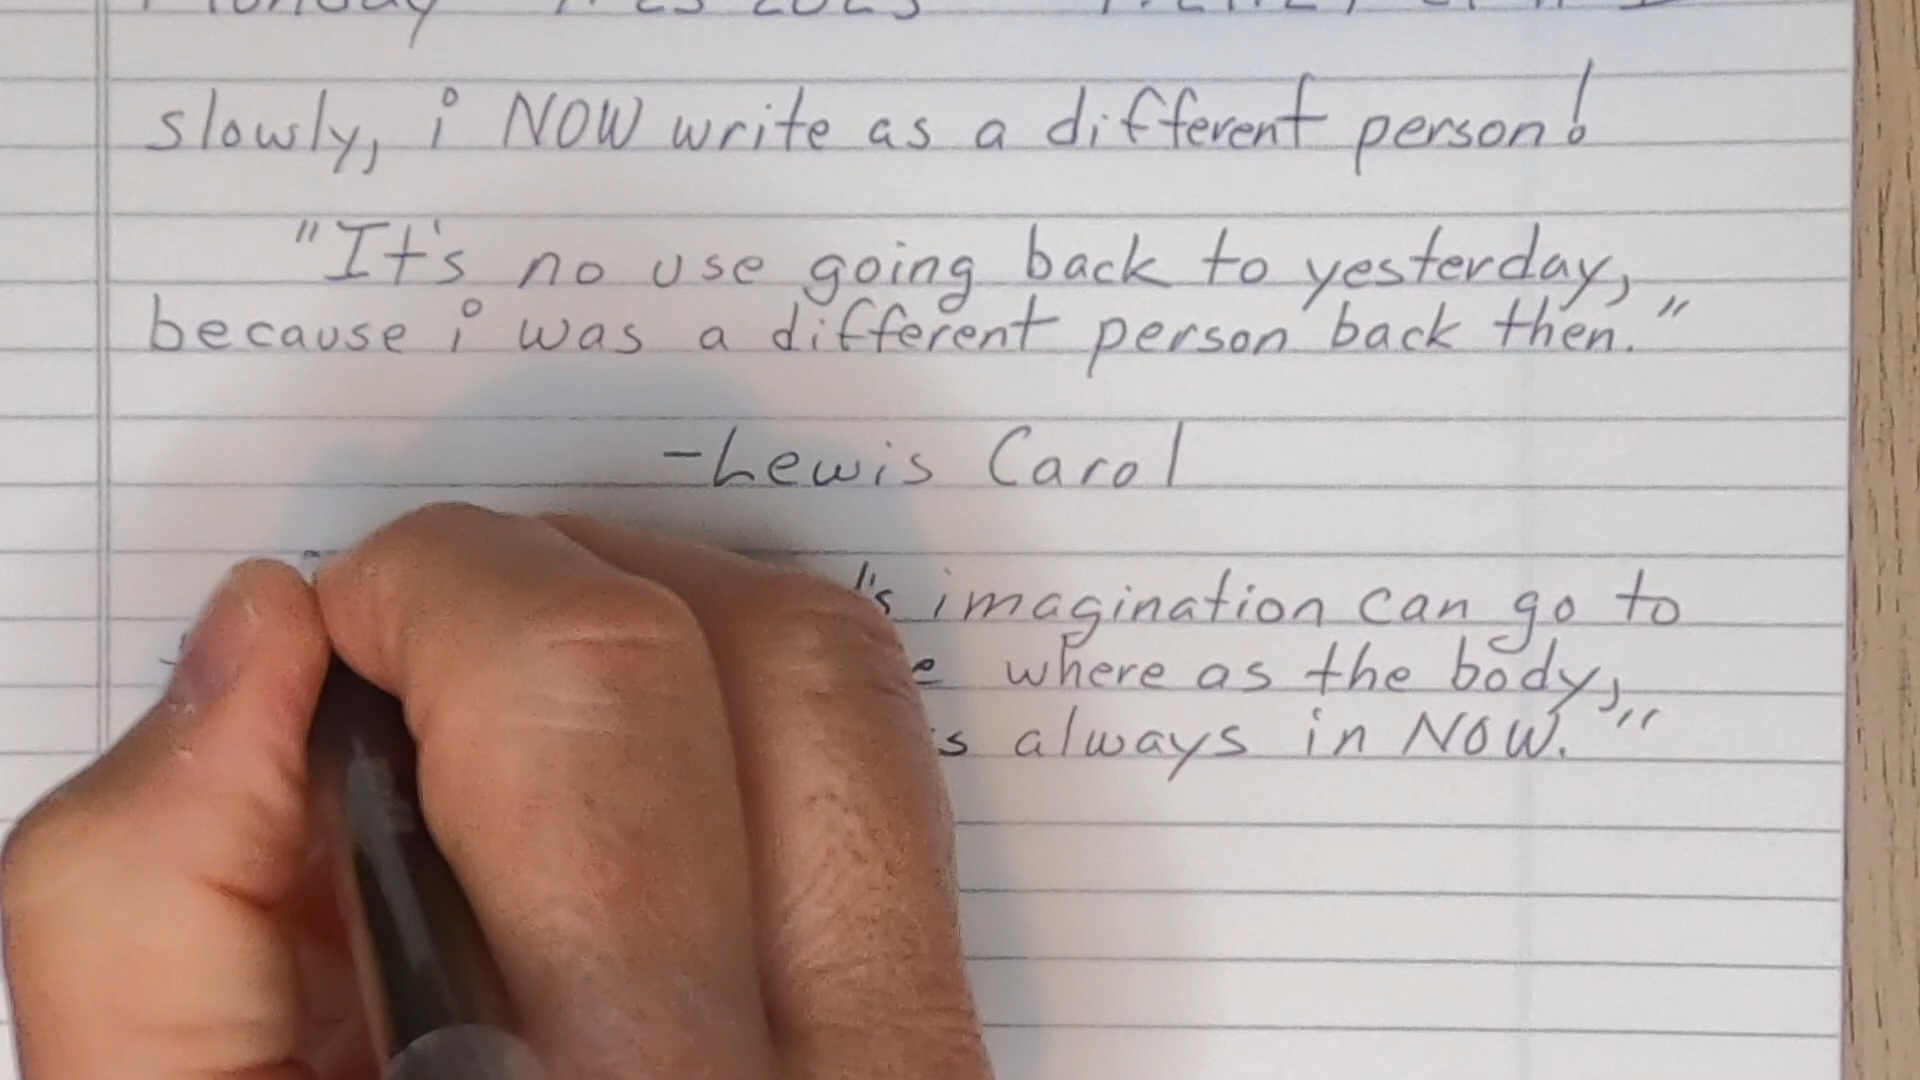 Monday
slowly, i NOW write as a different person!
"It's no use going back to yesterday,
because i was a different person back then."
-Lewis Carol
imagination can go to
where as the body,
always in NOW."